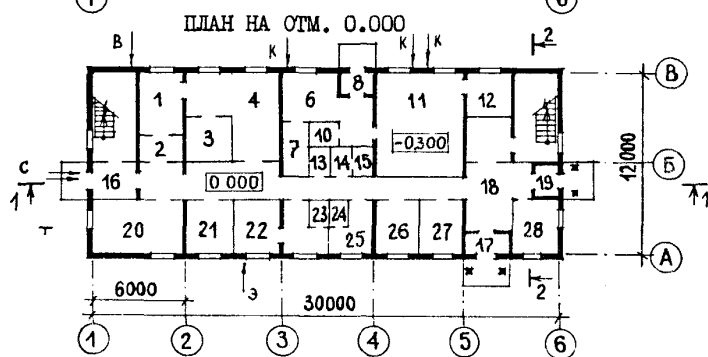 1 6
ПЛАН НА ОТМ. 0.000
В К К К 2
8 В
1 4 6 11 12
2 3 10 -0,300
7 13 14 15 Б
С 16 0.000 18 19
1 1
12000
20 21 22 23 24 25 26 27 17 28
т А
Э 2
6000 30000
1 2 3 4 5 6